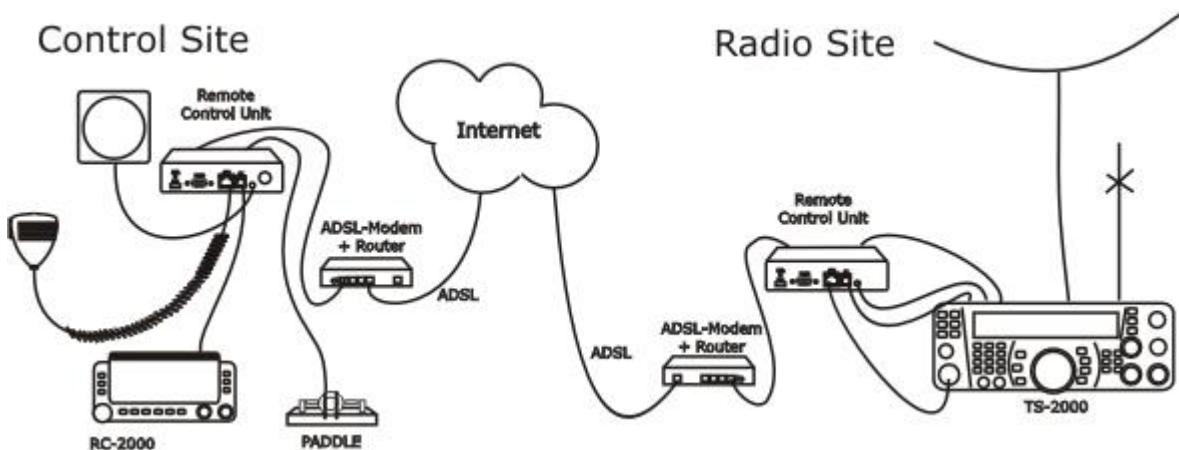 Control Site
Radio Site
Remote
Control Unit
Internet
ADSL-Modem
+ Router
ADSL
Remote
Control Unit
ADSL
ADSL-Modem
+ Router
RC-2000
PADDLE
TS-2000